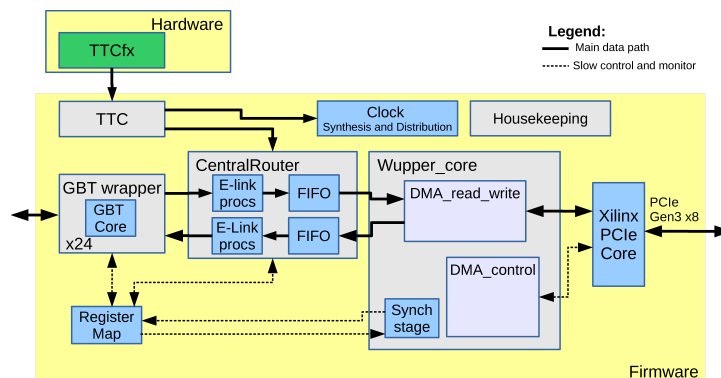 Hardware
TTCfx
Legend:
Main data path
Slow control and monitor
TTC
Clock
Synthesis and Distribution
Housekeeping
CentralRouter
Wupper_core
GBT wrapper
GBT
Core
x24
E-link
procs
FIFO
E-Link
procs
FIFO
DMA_read_write
Xilinx
PCIe
Core
PCIe
Gen3 x8
DMA_control
Register
Map
Synch
stage
Firmware